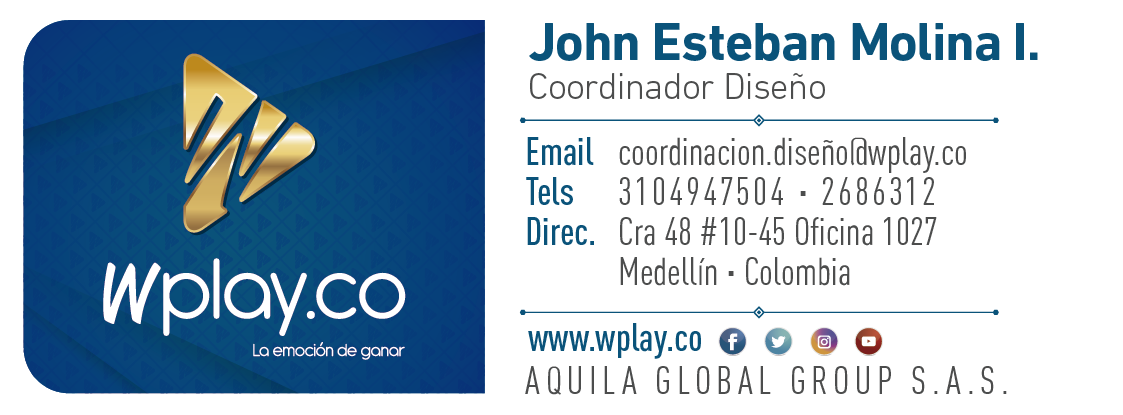 Wplay.co
La emoción de ganar
John Esteban Molina I.
Coordinador Diseño
Email coordinacion.diseño@wplay.co
Tels 3104947504 · 2686312
Direc. Cra 48 #10-45 Oficina 1027
Medellín · Colombia
www.wplay.co
AQUILA GLOBAL GROUP S.A.S.